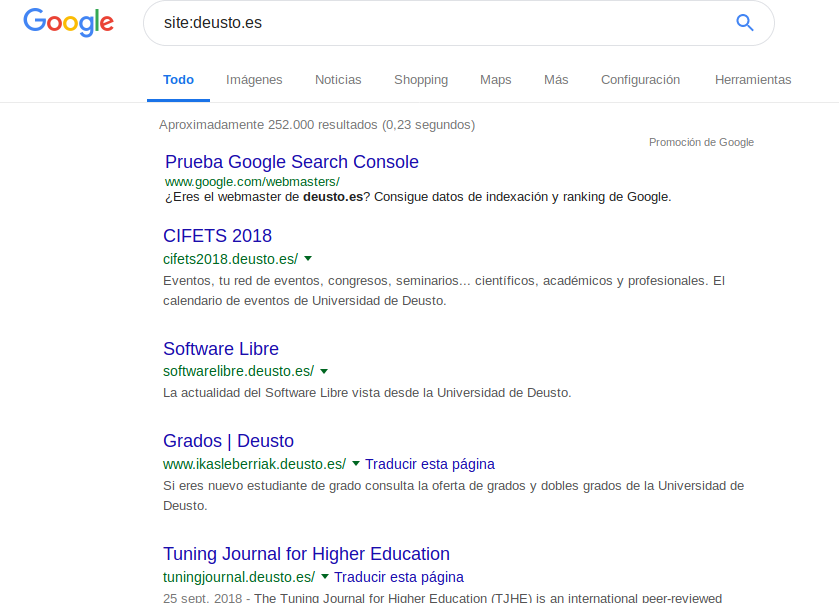 Google
site:deusto.es
Todo Imágenes Noticias Shopping Maps Más Configuración Herramientas
Aproximadamente 252.000 resultados (0,23 segundos)
Promoción de Google
Prueba Google Search Console
www.google.com/webmasters/
¿Eres el webmaster de deusto.es? Consigue datos de indexación y ranking de Google.
CIFETS 2018
cifets2018.deusto.es/
Eventos, tu red de eventos, congresos, seminarios... científicos, académicos y profesionales. El
calendario de eventos de Universidad de Deusto.
Software Libre
softwarelibre.deusto.es/
La actualidad del Software Libre vista desde la Universidad de Deusto.
Grados | Deusto
www.ikasleberriak.deusto.es/ Traducir esta página
Si eres nuevo estudiante de grado consulta la oferta de grados y dobles grados de la Universidad de
Deusto.
Tuning Journal for Higher Education
tuningjournal.deusto.es/ Traducir esta página
25 sept. 2018 - The Tuning Journal for Higher Education (TJHE) is an international peer-reviewed